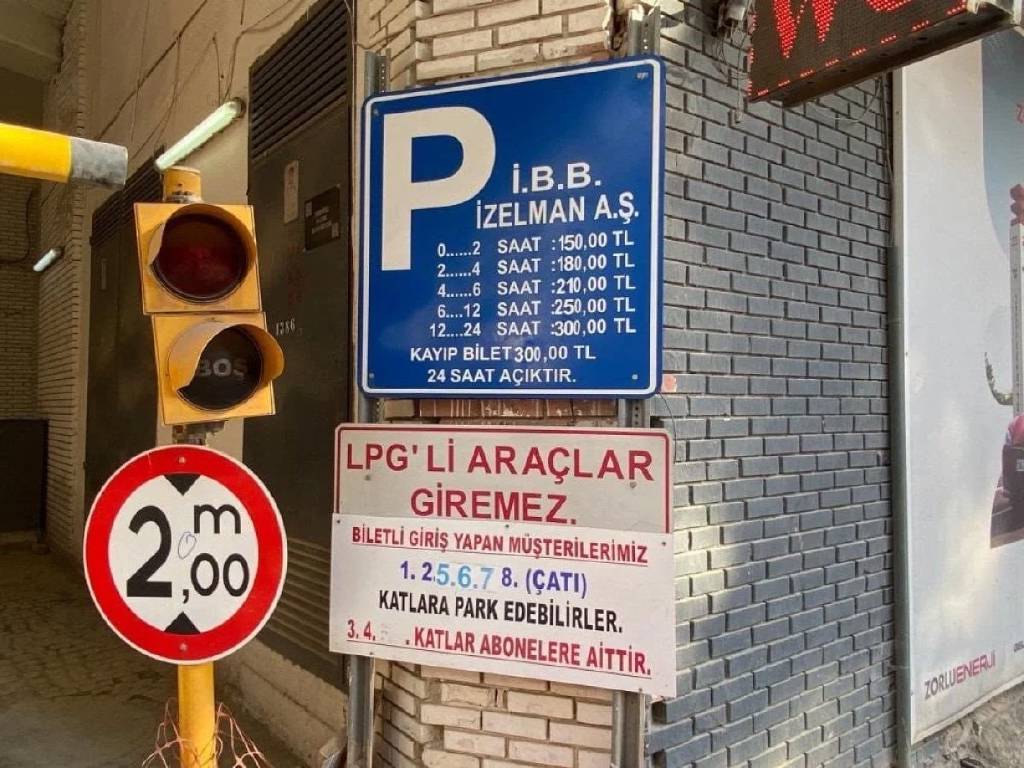 P
İ.B.B.
İZELMAN A.Ş.
0......2 SAAT :150,00 TL
2......4 SAAT :180,00 TL
4......6 SAAT :210,00 TL
6....12 SAAT :250,00 TL
12....24 SAAT :300,00 TL
KAYIP BİLET 300,00 TL
24 SAAT AÇIKTIR.
BOŞ
2,00 m
LPG'Lİ ARAÇLAR
GİREMEZ.
BİLETLİ GİRİŞ YAPAN MÜŞTERİLERİMİZ
1. 2.5.6.7 8. (ÇATI)
KATLARA PARK EDEBİLİRLER.
3. 4. . KATLAR ABONELERE AİTTİR.
1386
ZORLUENERJİ